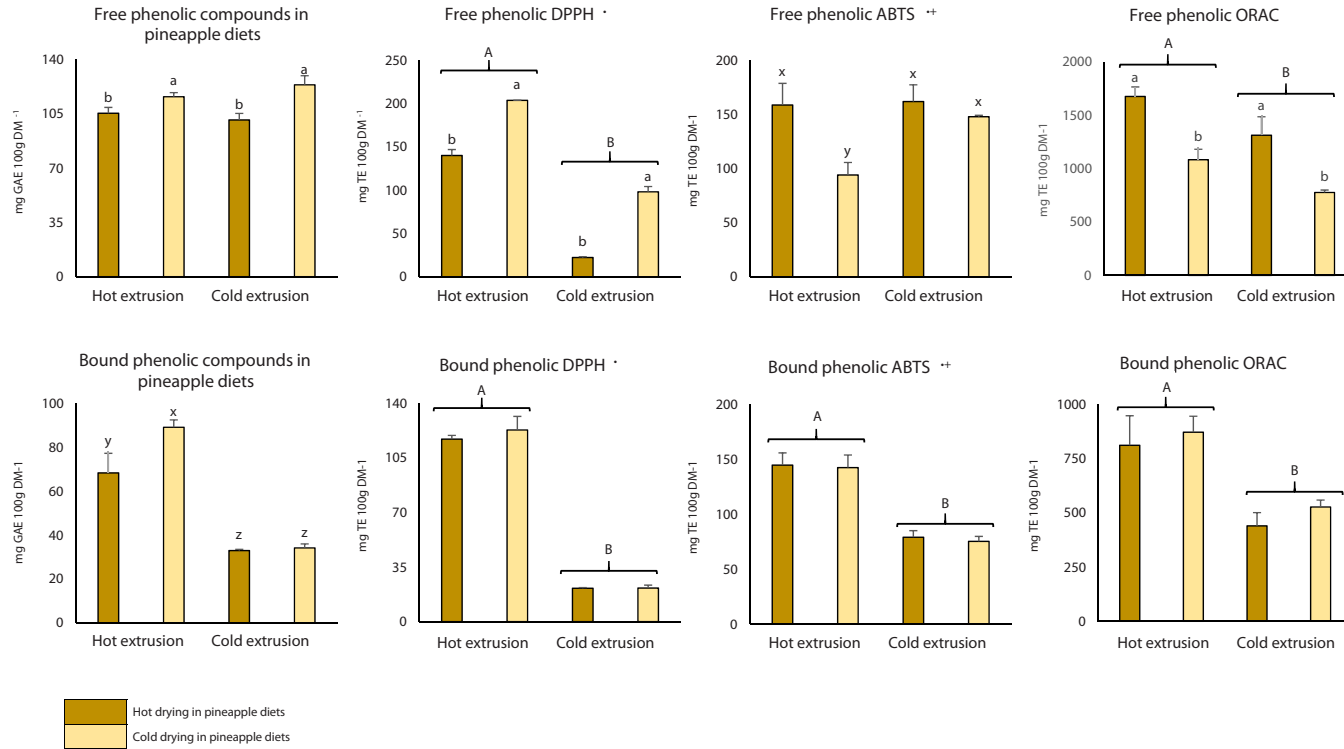 Free phenolic compounds in
pineapple diets
mg GAE 100g DM -1
140
105
70
35
0
b
a
b
a
Hot extrusion
Cold extrusion
Free phenolic DPPH ·
mg TE 100g DM-1
250
200
150
100
50
0
A
b
a
B
b
a
Hot extrusion
Cold extrusion
Free phenolic ABTS ·+
mg TE 100g DM-1
200
150
100
50
0
x
y
x
x
Hot extrusion
Cold extrusion
Free phenolic ORAC
mg TE 100g DM-1
2000
1500
1000
500
0
A
a
b
B
a
b
Hot extrusion
Cold extrusion
Bound phenolic compounds in
pineapple diets
mg GAE 100g DM-1
100
80
60
40
20
0
y
x
z
z
Hot extrusion
Cold extrusion
Bound phenolic DPPH ·
mg TE 100g DM-1
140
105
70
35
0
A
B
Hot extrusion
Cold extrusion
Bound phenolic ABTS ·+
mg TE 100g DM-1
200
150
100
50
0
A
B
Hot extrusion
Cold extrusion
Bound phenolic ORAC
mg TE 100g DM-1
1000
750
500
250
0
A
B
Hot extrusion
Cold extrusion
Hot drying in pineapple diets
Cold drying in pineapple diets